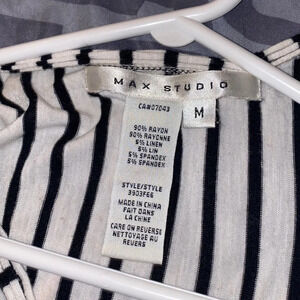 MAX STUDIO
M
CA#07043
90% RAYON
90% RAYONNE
5% LINEN
5% LIN
5% SPANDEX
5% SPANDEX
STYLE/STYLE
3903F66
MADE IN CHINA
FAIT DANS
LA CHINE
CARE ON REVERSE
NETTOYAGE AU
REVERS